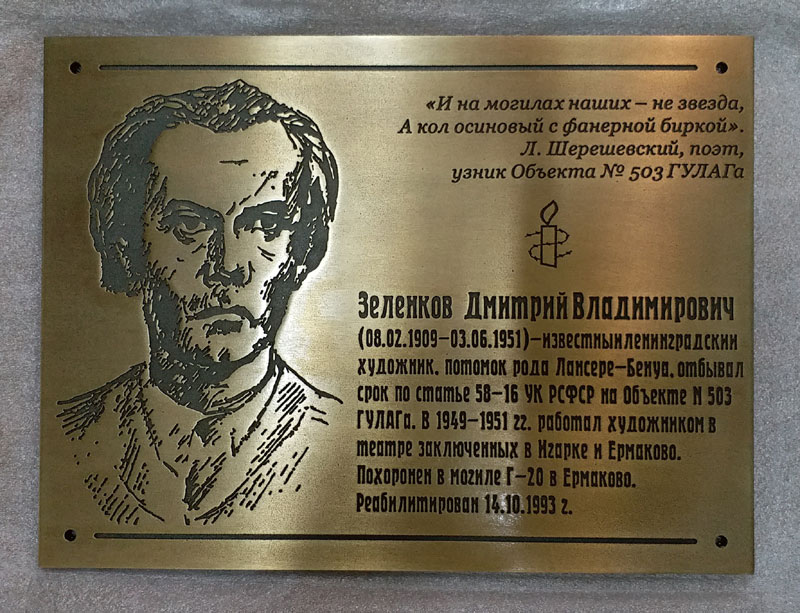 «И на могилах наших – не звезда,
А кол осиновый с фанерной биркой».
Л. Шерешевский, поэт,
узник Объекта № 503 ГУЛАГа
Зеленков Дмитрий Владимирович
(08.02.1909–03.06.1951)–известный ленинградский
художник, потомок рода Лансере–Бенуа, отбывал
срок по статье 58–16 УК РСФСР на Объекте N 503
ГУЛАГа. В 1949–1951 гг. работал художником в
театре заключенных в Игарке и Ермаково.
Похоронен в могиле Г–20 в Ермаково.
Реабилитирован 14.10.1993 г.